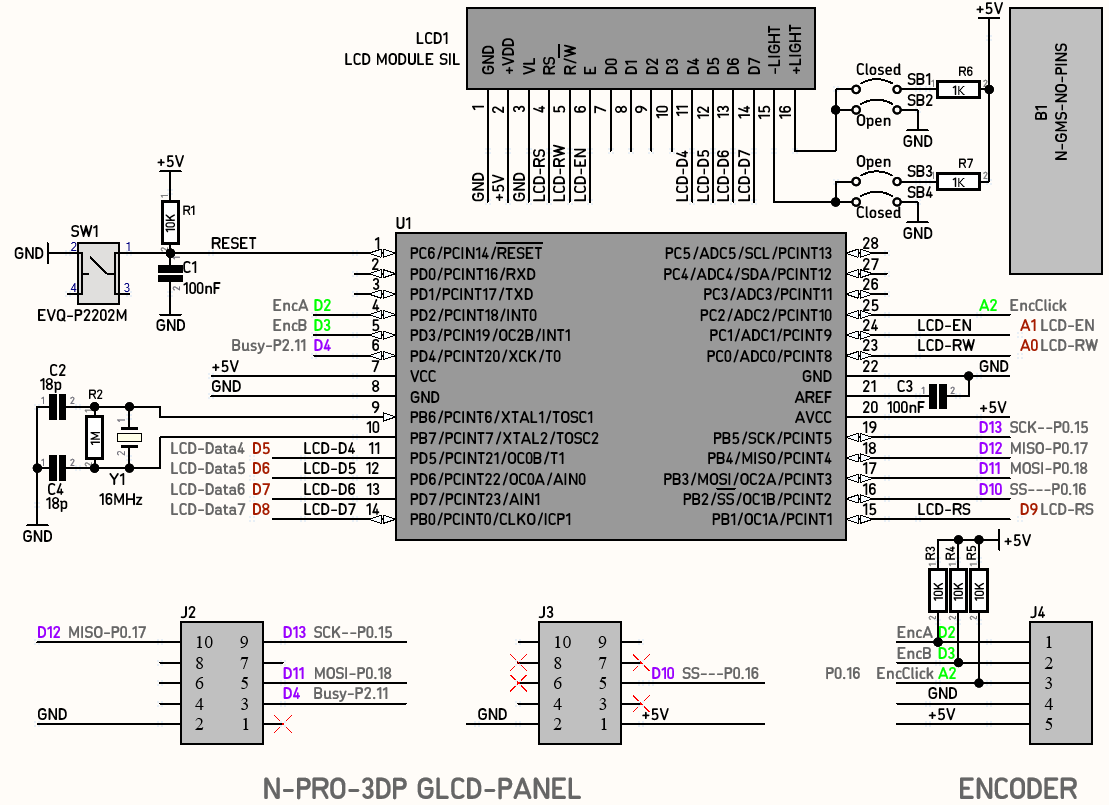 LCD1
LCD MODULE SIL
GND
+VDD
VL
RS
R/W
E
D0
D1
D2
D3
D4
D5
D6
D7
-LIGHT
+LIGHT
1
2
3
4
5
6
7
8
9
10
11
12
13
14
15
16
GND
+5V
GND
LCD-RS
LCD-RW
LCD-EN
LCD-D4
LCD-D5
LCD-D6
LCD-D7
+5V
Closed
SB1
R6
1K
SB2
Open
GND
Open
SB3
R7
1K
SB4
Closed
GND
B1
N-GMS-NO-PINS
+5V
R1
10K
SW1
GND
2
1
4
3
EVQ-P2202M
RESET
C1
100nF
GND
U1
1 PC6/PCIN14/RESET
2 PD0/PCINT16/RXD
3 PD1/PCINT17/TXD
EncA D2 4 PD2/PCIN18/INT0
EncB D3 5 PD3/PCIN19/OC2B/INT1
Busy-P2.11 D4 6 PD4/PCINT20/XCK/T0
+5V 7 VCC
GND 8 GND
9 PB6/PCINT6/XTAL1/TOSC1
10 PB7/PCINT7/XTAL2/TOSC2
LCD-Data4 D5 LCD-D4 11 PD5/PCINT21/OC0B/T1
LCD-Data5 D6 LCD-D5 12 PD6/PCINT22/OC0A/AIN0
LCD-Data6 D7 LCD-D6 13 PD7/PCINT23/AIN1
LCD-Data7 D8 LCD-D7 14 PB0/PCINT0/CLKO/ICP1
PC5/ADC5/SCL/PCINT13 28
PC4/ADC4/SDA/PCINT12 27
PC3/ADC3/PCINT11 26
PC2/ADC2/PCINT10 25 A2 EncClick
PC1/ADC1/PCINT9 24 LCD-EN A1 LCD-EN
PC0/ADC0/PCINT8 23 LCD-RW A0 LCD-RW
GND 22 GND
AREF 21 C3
100nF
AVCC 20 +5V
PB5/SCK/PCINT5 19 D13 SCK--P0.15
PB4/MISO/PCINT4 18 D12 MISO-P0.17
PB3/MOSI/OC2A/PCINT3 17 D11 MOSI-P0.18
PB2/SS/OC1B/PCINT2 16 D10 SS---P0.16
PB1/OC1A/PCINT1 15 LCD-RS D9 LCD-RS
C2
18p
1 2
R2
1M
Y1
16MHz
1 2
C4
18p
GND
+5V
R3
R4
R5
10K
10K
10K
J2
D12 MISO-P0.17 10 9 D13 SCK--P0.15
8 7
6 5 D11 MOSI-P0.18
4 3 D4 Busy-P2.11
GND 2 1
J3
10 9
8 7
6 5 D10 SS---P0.16
4 3
GND 2 1 +5V
J4
EncA D2 1
EncB D3 2
P0.16 EncClick A2 3
GND 4
+5V 5
N-PRO-3DP GLCD-PANEL
ENCODER